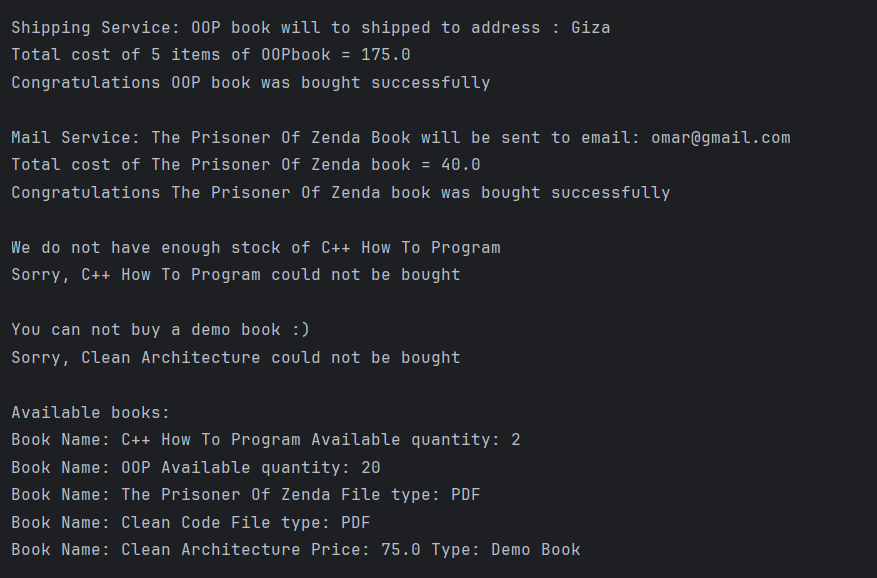 Shipping Service: OOP book will to shipped to address : Giza
Total cost of 5 items of OOPbook = 175.0
Congratulations OOP book was bought successfully
Mail Service: The Prisoner Of Zenda Book will be sent to email: omar@gmail.com
Total cost of The Prisoner Of Zenda book = 40.0
Congratulations The Prisoner Of Zenda book was bought successfully
We do not have enough stock of C++ How To Program
Sorry, C++ How To Program could not be bought
You can not buy a demo book :)
Sorry, Clean Architecture could not be bought
Available books:
Book Name: C++ How To Program Available quantity: 2
Book Name: OOP Available quantity: 20
Book Name: The Prisoner Of Zenda File type: PDF
Book Name: Clean Code File type: PDF
Book Name: Clean Architecture Price: 75.0 Type: Demo Book